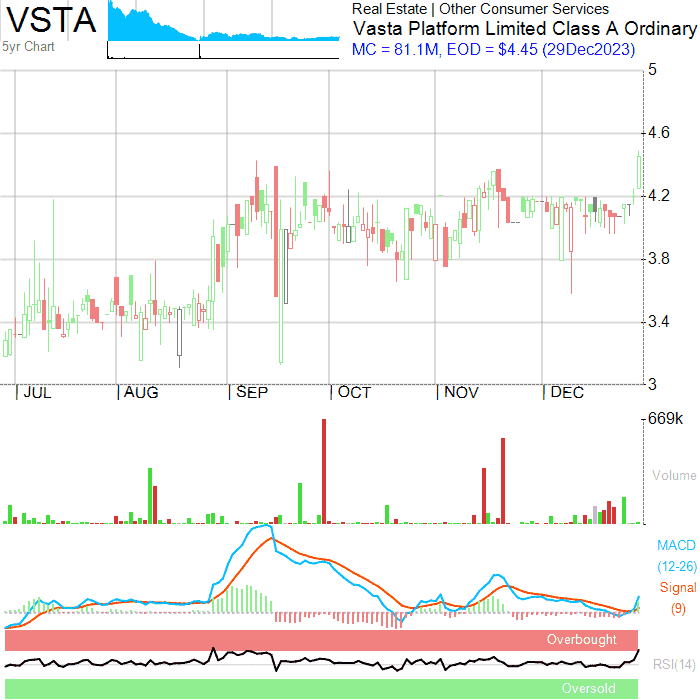 VSTA
5yr Chart
Real Estate | Other Consumer Services
Vasta Platform Limited Class A Ordinary
MC = 81.1M, EOD = $4.45 (29Dec2023)
5
4.6
4.2
3.8
3.4
3
JUL AUG SEP OCT NOV DEC
669k
Volume
MACD
(12-26)
Signal
(9)
Overbought
RSI(14)
Oversold